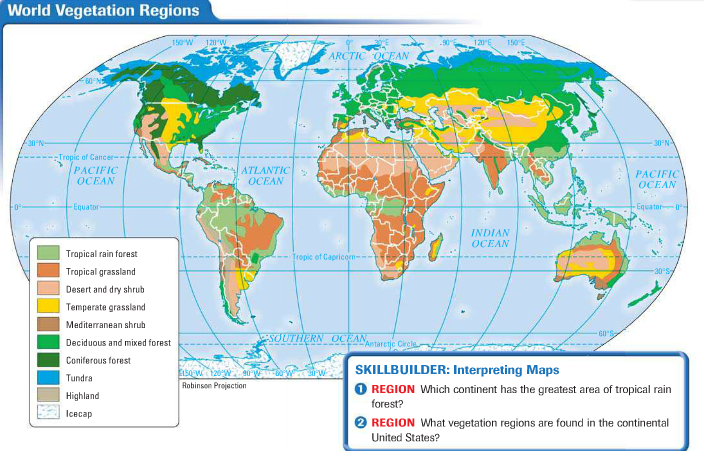 World Vegetation Regions
150°W 120°W 0° 30°E 90°E 120°E 150°E
ARCTIC OCEAN
60°N
30°N 30°N
Tropic of Cancer
PACIFIC
OCEAN
ATLANTIC
OCEAN
PACIFIC
OCEAN
0° Equator Equator 0°
INDIAN
OCEAN
Tropic of Capricorn
30°S
60°S
SOUTHERN OCEAN
Antarctic Circle
150°W 120°W 90°W 60°W 30°W
Tropical rain forest
Tropical grassland
Desert and dry shrub
Temperate grassland
Mediterranean shrub
Deciduous and mixed forest
Coniferous forest
Tundra
Highland
Icecap
Robinson Projection
SKILLBUILDER: Interpreting Maps
1 REGION Which continent has the greatest area of tropical rain
forest?
2 REGION What vegetation regions are found in the continental
United States?